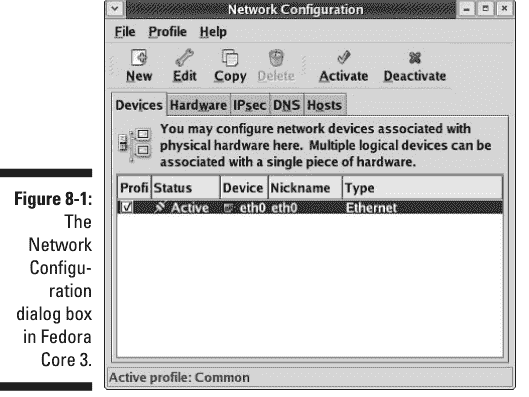 Network Configuration
File Profile Help
New Edit Copy Delete Activate Deactivate
Devices Hardware IPsec DNS Hosts
You may configure network devices associated with
physical hardware here. Multiple logical devices can be
associated with a single piece of hardware.
Profi Status Device Nickname Type
Active eth0 eth0 Ethernet
Active profile: Common
Figure 8-1:
The
Network
Configu-
ration
dialog box
in Fedora
Core 3.